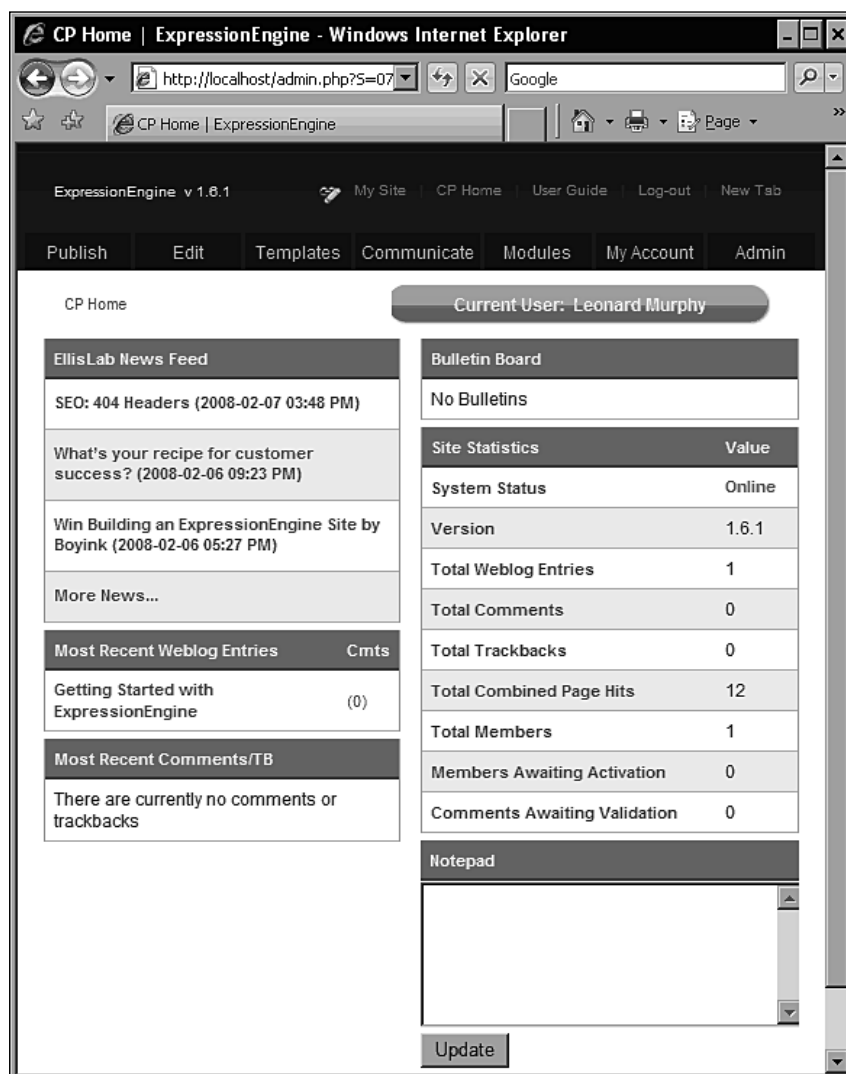 CP Home | ExpressionEngine - Windows Internet Explorer
http://localhost/admin.php?S=07
Google
CP Home | ExpressionEngine
Page
ExpressionEngine v 1.6.1
My Site | CP Home | User Guide | Log-out | New Tab
Publish Edit Templates Communicate Modules My Account Admin
CP Home
Current User: Leonard Murphy
EllisLab News Feed
SEO: 404 Headers (2008-02-07 03:48 PM)
What's your recipe for customer
success? (2008-02-06 09:23 PM)
Win Building an ExpressionEngine Site by
Boyink (2008-02-06 05:27 PM)
More News...
Most Recent Weblog Entries Cmts
Getting Started with
ExpressionEngine
(0)
Most Recent Comments/TB
There are currently no comments or
trackbacks
Bulletin Board
No Bulletins
Site Statistics Value
System Status Online
Version 1.6.1
Total Weblog Entries 1
Total Comments 0
Total Trackbacks 0
Total Combined Page Hits 12
Total Members 1
Members Awaiting Activation 0
Comments Awaiting Validation 0
Notepad
Update